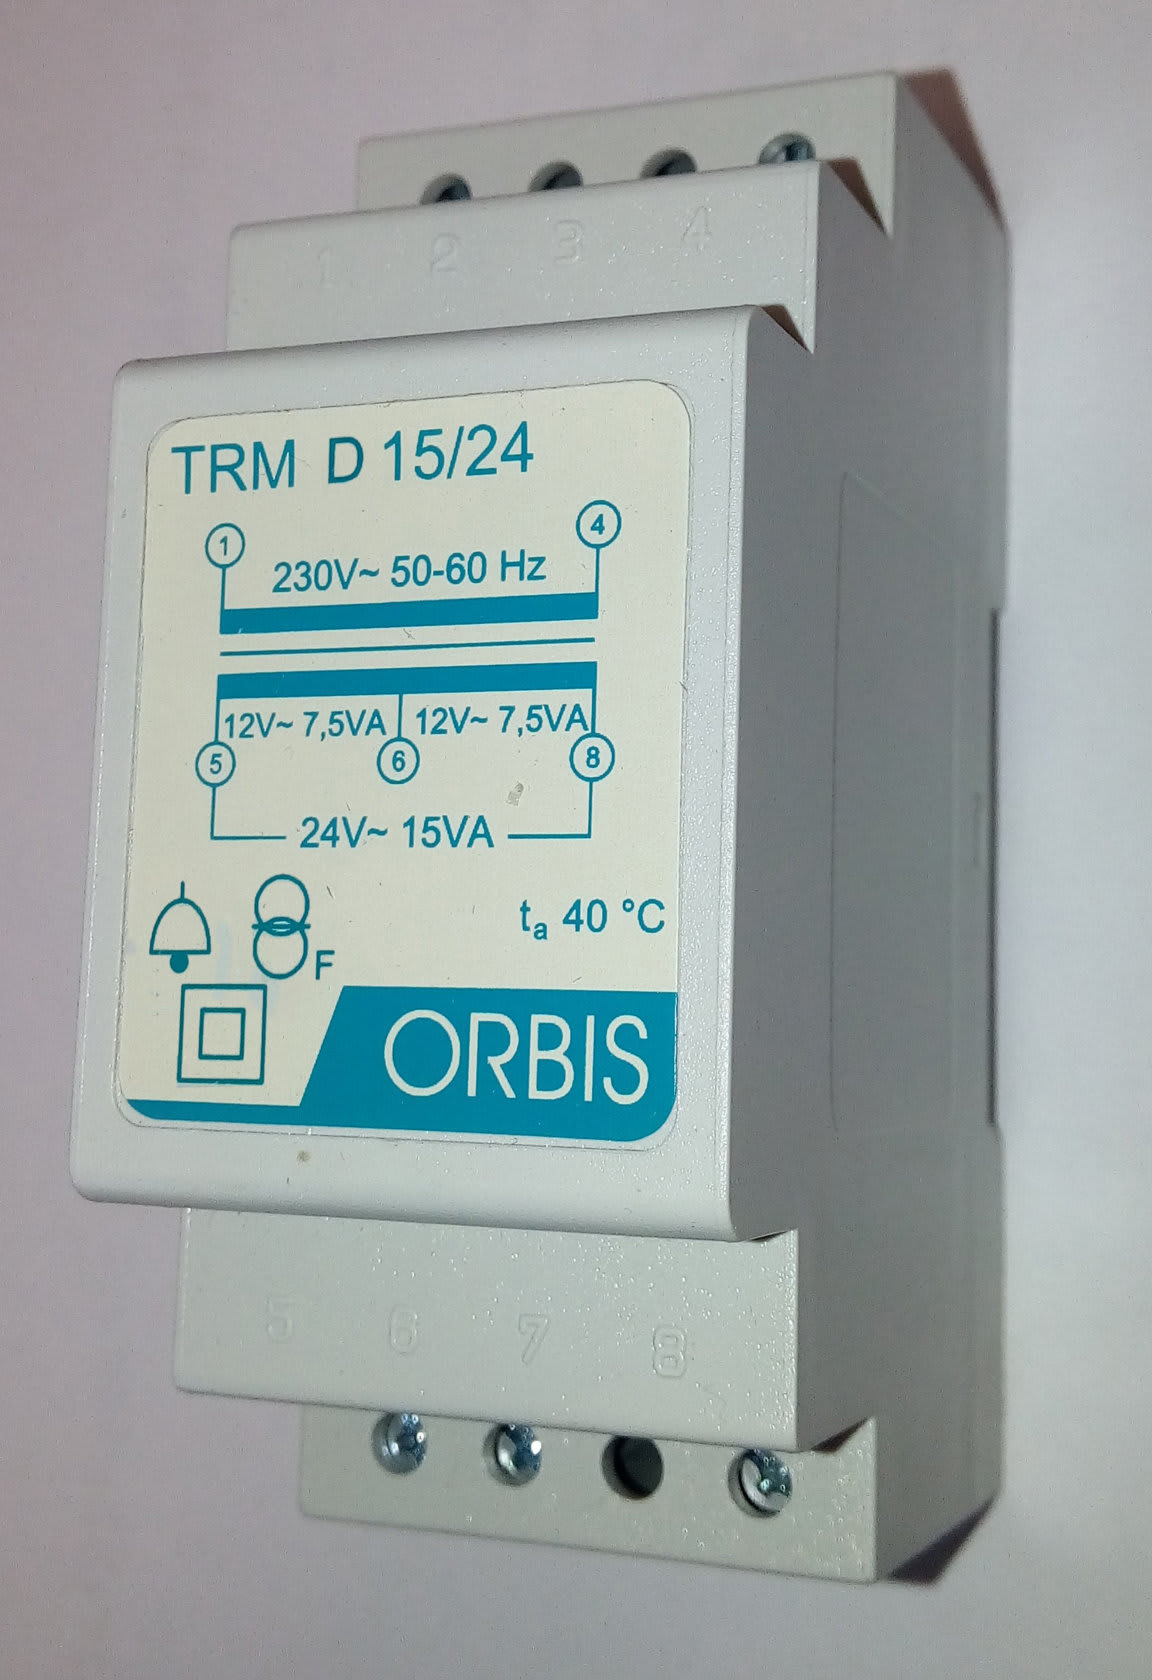 1 2 3 4
TRM D 15/24
1 4
230V~ 50-60 Hz
12V~ 7,5VA 12V~ 7,5VA
5 6 8
24V~ 15VA
ta 40 °C
F
ORBIS
5 6 7 8